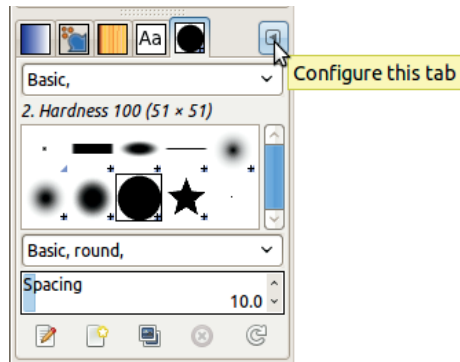 Aa
Configure this tab
Basic,
2. Hardness 100 (51 × 51)
Basic, round,
Spacing
10.0